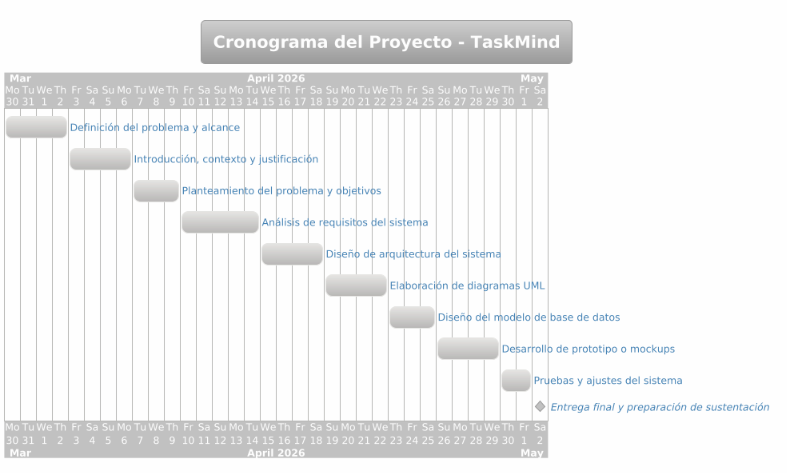 Cronograma del Proyecto - TaskMind
Mar April 2026 May
Mo Tu We Th Fr Sa Su Mo Tu We Th Fr Sa Su Mo Tu We Th Fr Sa Su Mo Tu We Th Fr Sa Su Mo Tu We Th Fr Sa
30 31 1 2 3 4 5 6 7 8 9 10 11 12 13 14 15 16 17 18 19 20 21 22 23 24 25 26 27 28 29 30 1 2
Definición del problema y alcance
Introducción, contexto y justificación
Planteamiento del problema y objetivos
Análisis de requisitos del sistema
Diseño de arquitectura del sistema
Elaboración de diagramas UML
Diseño del modelo de base de datos
Desarrollo de prototipo o mockups
Pruebas y ajustes del sistema
Entrega final y preparación de sustentación
Mo Tu We Th Fr Sa Su Mo Tu We Th Fr Sa Su Mo Tu We Th Fr Sa Su Mo Tu We Th Fr Sa Su Mo Tu We Th Fr Sa
30 31 1 2 3 4 5 6 7 8 9 10 11 12 13 14 15 16 17 18 19 20 21 22 23 24 25 26 27 28 29 30 1 2
Mar April 2026 May